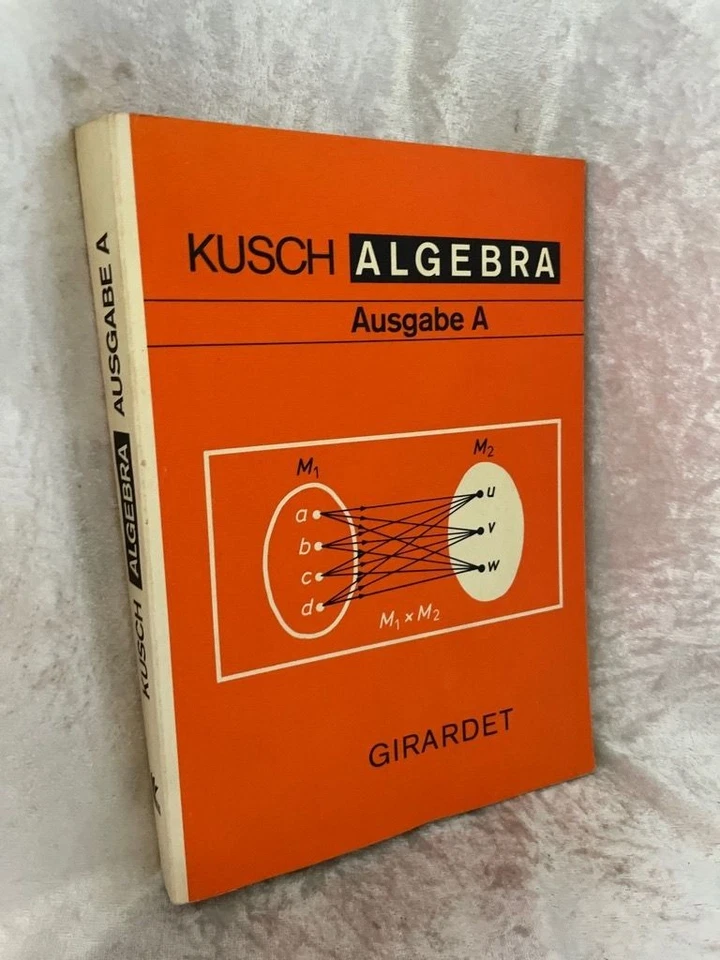 KUSCH ALGEBRA
Ausgabe A
M₁
M₂
a
b
c
d
u
v
w
M₁ × M₂
GIRARDET
KUSCH ALGEBRA AUSGABE A